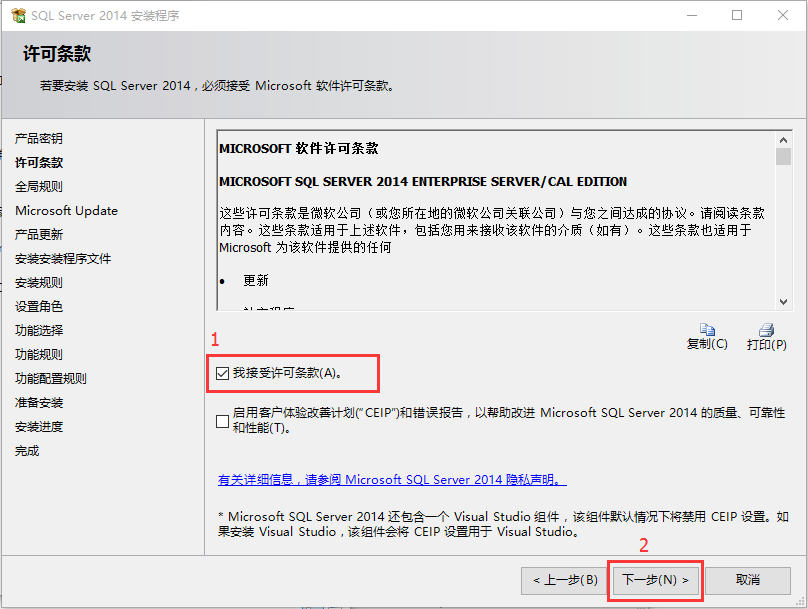 SQL Server 2014 安装程序
许可条款
若要安装 SQL Server 2014，必须接受 Microsoft 软件许可条款。
产品密钥
许可条款
全局规则
Microsoft Update
产品更新
安装安装程序文件
安装规则
设置角色
功能选择
功能规则
功能配置规则
准备安装
安装进度
完成
MICROSOFT 软件许可条款
MICROSOFT SQL SERVER 2014 ENTERPRISE SERVER/CAL EDITION
这些许可条款是微软公司（或您所在地的微软公司关联公司）与您之间达成的协议。请阅读条款
内容。这些条款适用于上述软件，包括您用来接收该软件的介质（如有）。这些条款也适用于
Microsoft 为该软件提供的任何
• 更新
复制(C)
打印(P)
1
我接受许可条款(A)。
启用客户体验改善计划("CEIP")和错误报告，以帮助改进 Microsoft SQL Server 2014 的质量、可靠性
和性能(T)。
有关详细信息，请参阅 Microsoft SQL Server 2014 隐私声明。
* Microsoft SQL Server 2014 还包含一个 Visual Studio 组件，该组件默认情况下将禁用 CEIP 设置。如
果安装 Visual Studio，该组件会将 CEIP 设置用于 Visual Studio。
2
< 上一步(B)
下一步(N) >
取消